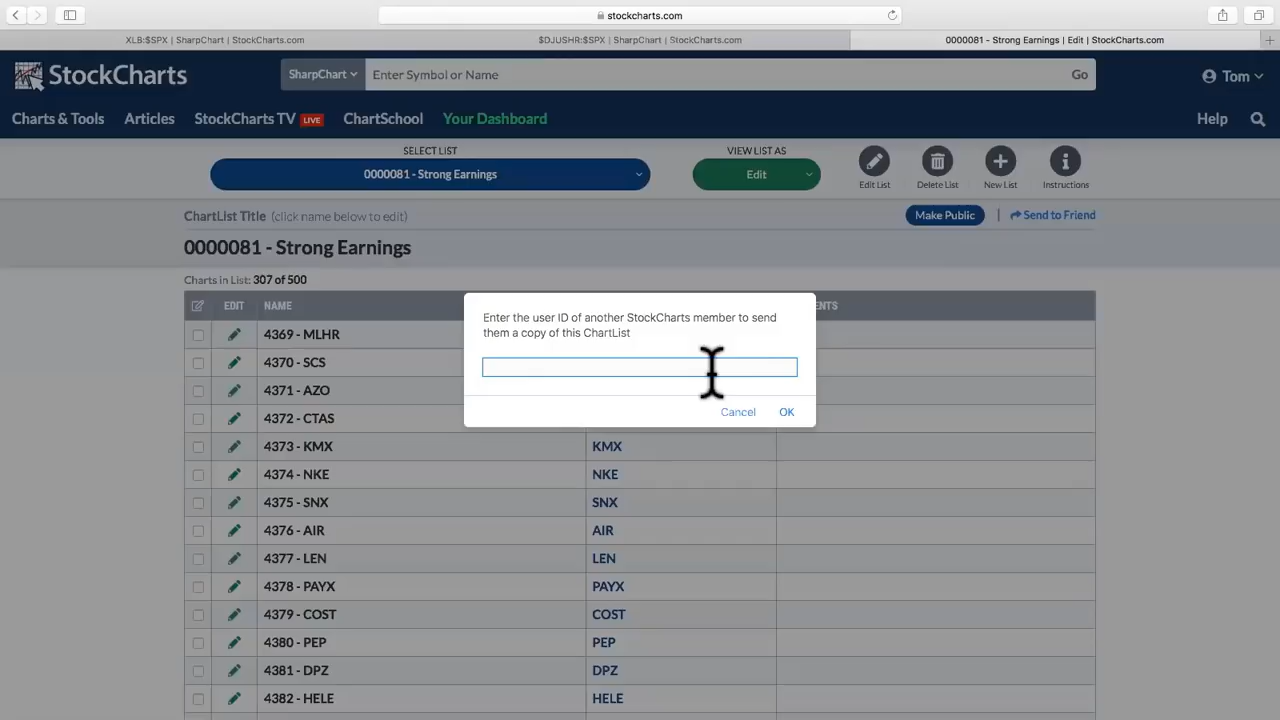 stockcharts.com
XLB:$SPX | SharpChart | StockCharts.com
$DJUSHR:$SPX | SharpChart | StockCharts.com
0000081 - Strong Earnings | Edit | StockCharts.com
StockCharts
SharpChart
Enter Symbol or Name
Go
Tom
Charts & Tools
Articles
StockCharts TV LIVE
ChartSchool
Your Dashboard
Help
SELECT LIST
0000081 - Strong Earnings
VIEW LIST AS
Edit
Edit List
Delete List
New List
Instructions
ChartList Title (click name below to edit)
Make Public
|
Send to Friend
0000081 - Strong Earnings
Charts in List: 307 of 500
EDIT
NAME
Enter the user ID of another StockCharts member to send
them a copy of this ChartList
Cancel
OK
4369 - MLHR
4370 - SCS
4371 - AZO
4372 - CTAS
4373 - KMX
KMX
4374 - NKE
NKE
4375 - SNX
SNX
4376 - AIR
AIR
4377 - LEN
LEN
4378 - PAYX
PAYX
4379 - COST
COST
4380 - PEP
PEP
4381 - DPZ
DPZ
4382 - HELE
HELE